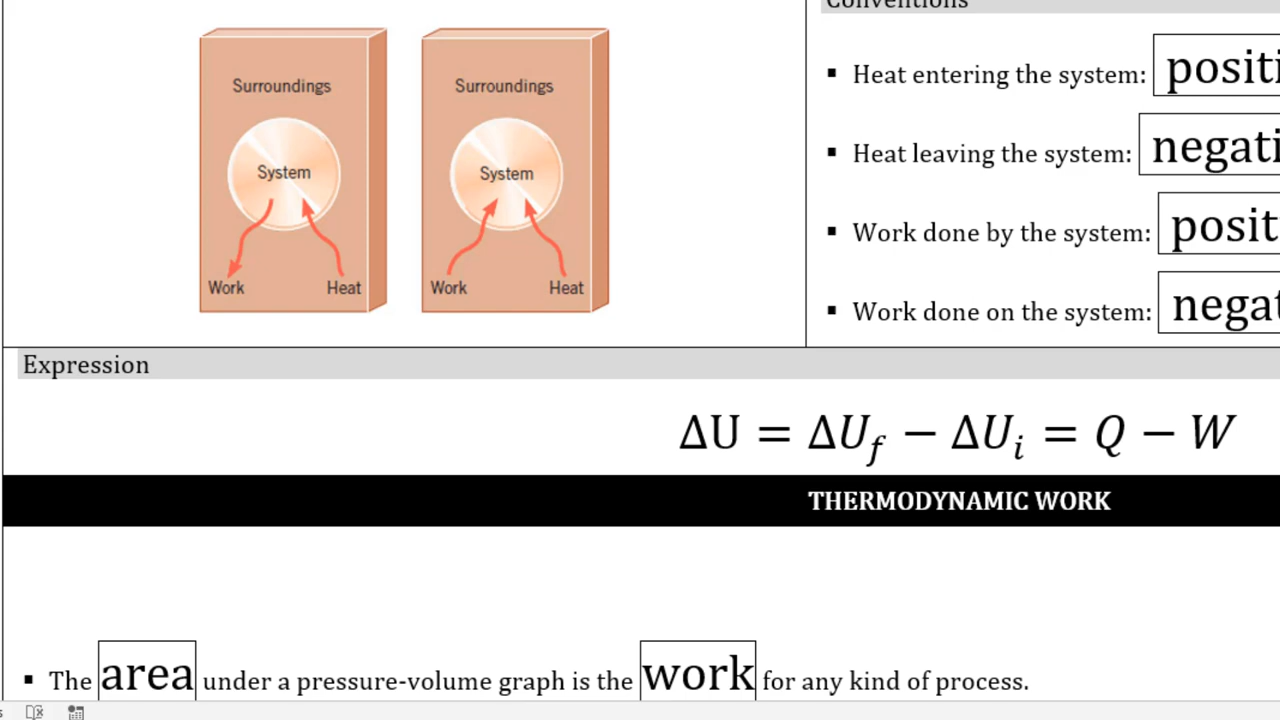 Conventions
Surroundings
Surroundings
System
System
Work
Heat
Work
Heat
▪ Heat entering the system: positi
▪ Heat leaving the system: negati
▪ Work done by the system: posit
▪ Work done on the system: negat
Expression
ΔU = ΔU_f − ΔU_i = Q − W
THERMODYNAMIC WORK
▪ The area under a pressure-volume graph is the work for any kind of process.